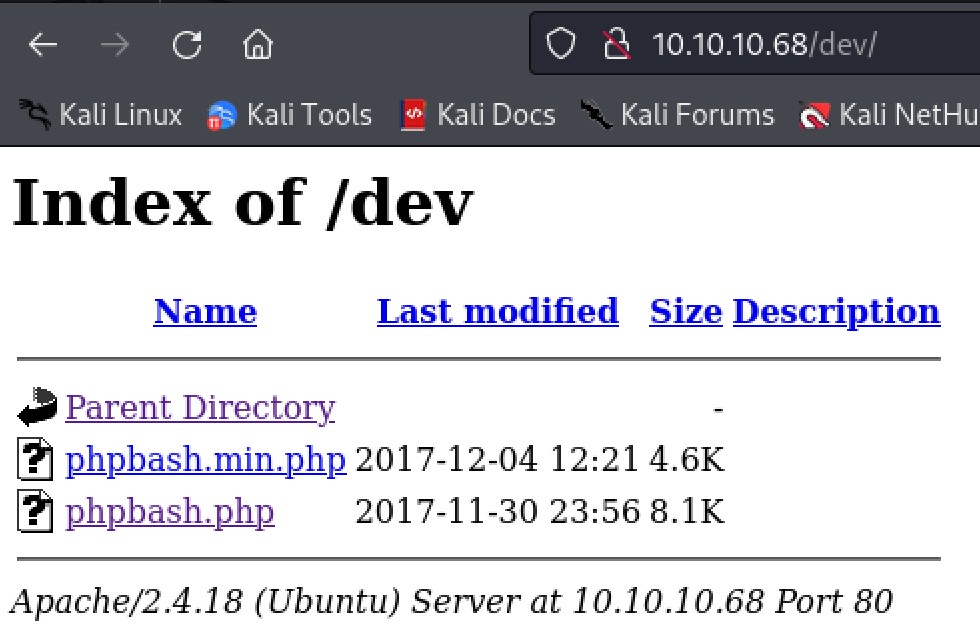 10.10.10.68/dev/
Kali Linux Kali Tools Kali Docs Kali Forums Kali NetHu
Index of /dev
Name Last modified Size Description
Parent Directory -
phpbash.min.php 2017-12-04 12:21 4.6K
phpbash.php 2017-11-30 23:56 8.1K
Apache/2.4.18 (Ubuntu) Server at 10.10.10.68 Port 80